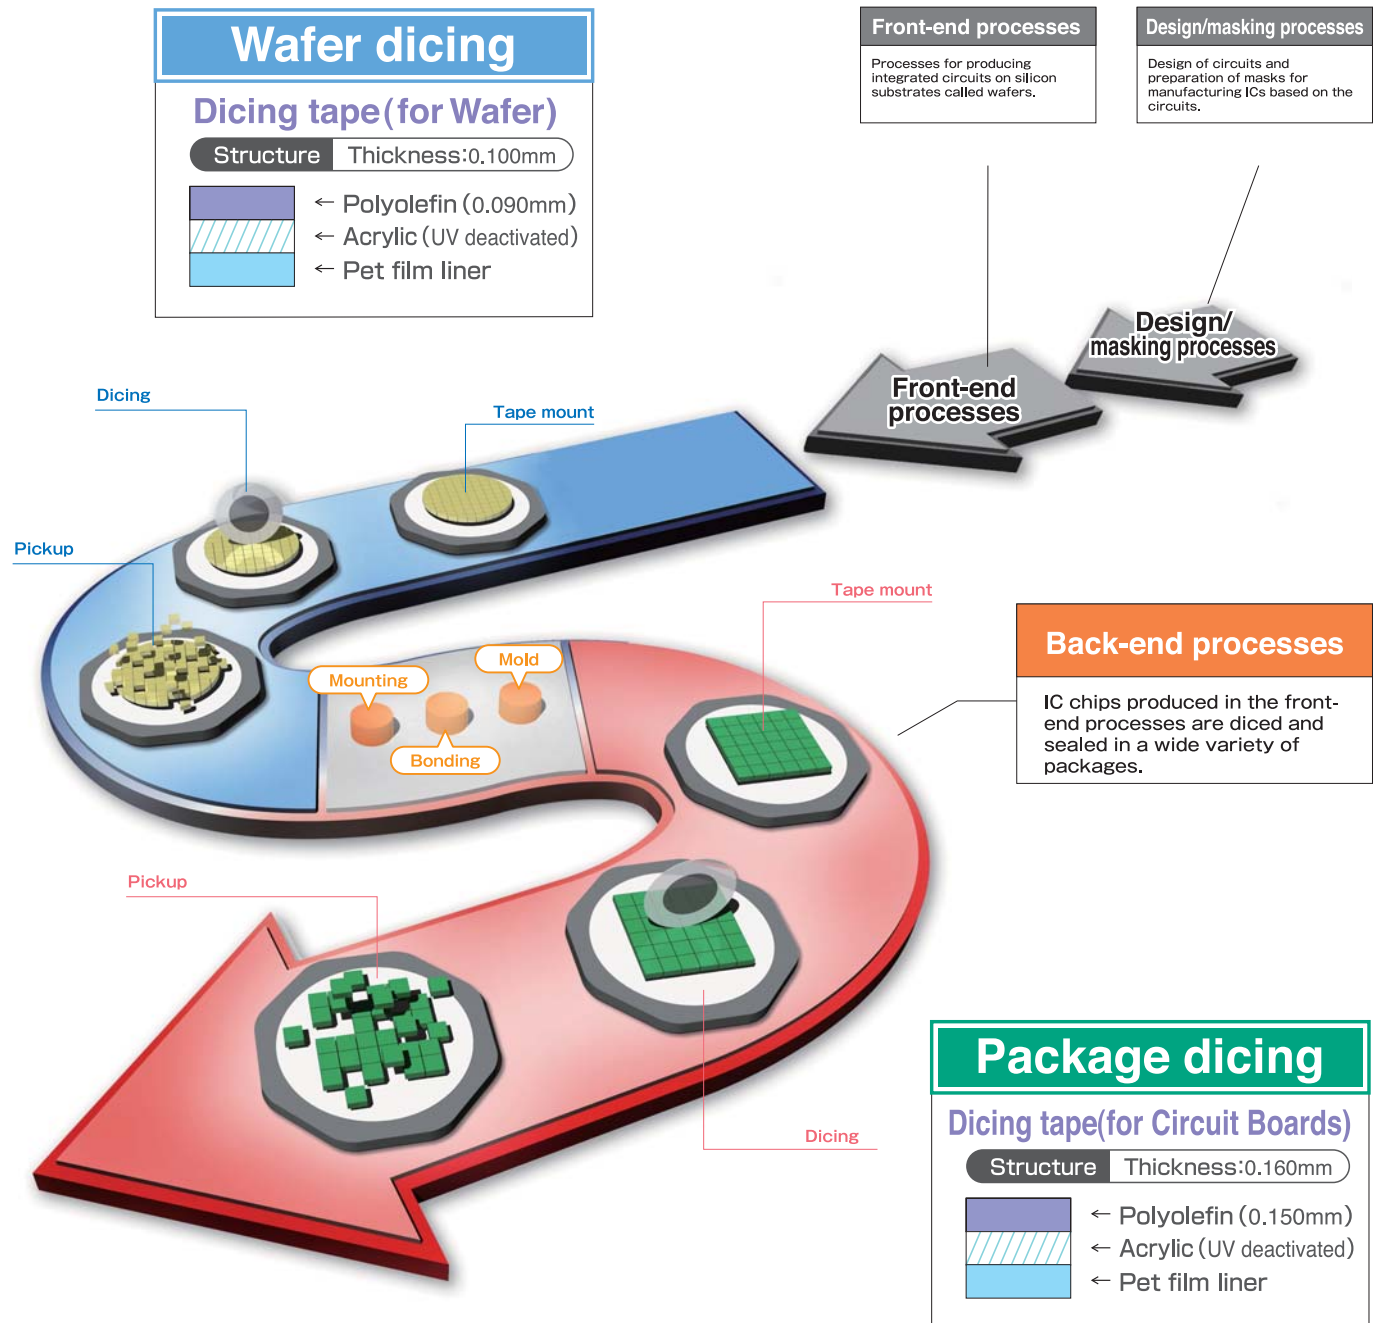 Wafer dicing
Dicing tape(for Wafer)
Structure Thickness:0.100mm
← Polyolefin (0.090mm)
← Acrylic (UV deactivated)
← Pet film liner
Front-end processes
Processes for producing
integrated circuits on silicon
substrates called wafers.
Design/masking processes
Design of circuits and
preparation of masks for
manufacturing ICs based on the
circuits.
Design/
masking processes
Front-end
processes
Dicing
Tape mount
Pickup
Tape mount
Mold
Mounting
Bonding
Back-end processes
IC chips produced in the front-
end processes are diced and
sealed in a wide variety of
packages.
Pickup
Dicing
Package dicing
Dicing tape(for Circuit Boards)
Structure Thickness:0.160mm
← Polyolefin (0.150mm)
← Acrylic (UV deactivated)
← Pet film liner